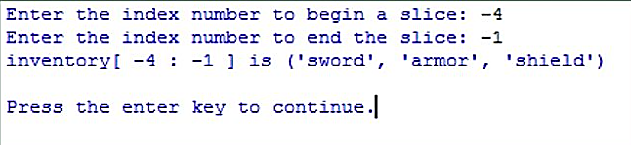 Enter the index number to begin a slice: -4
Enter the index number to end the slice: -1
inventory[ -4 : -1 ] is ('sword', 'armor', 'shield')
Press the enter key to continue.